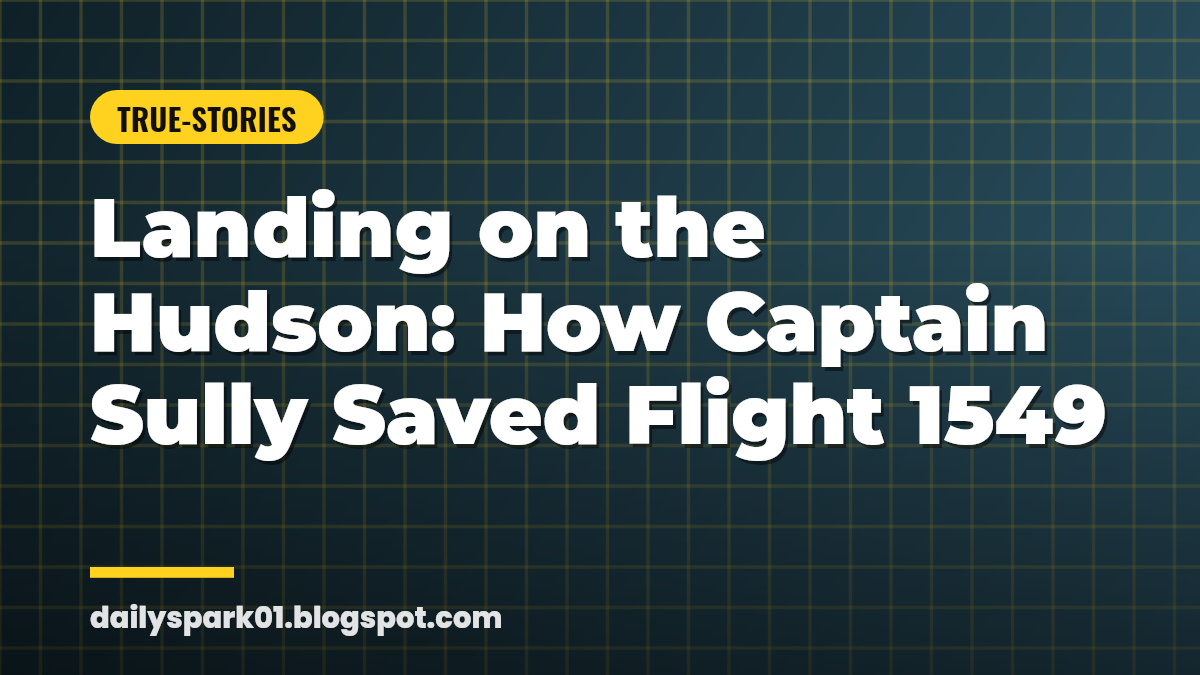 TRUE-STORIES
Landing on the
Hudson: How Captain
Sully Saved Flight 1549
dailyspark01.blogspot.com